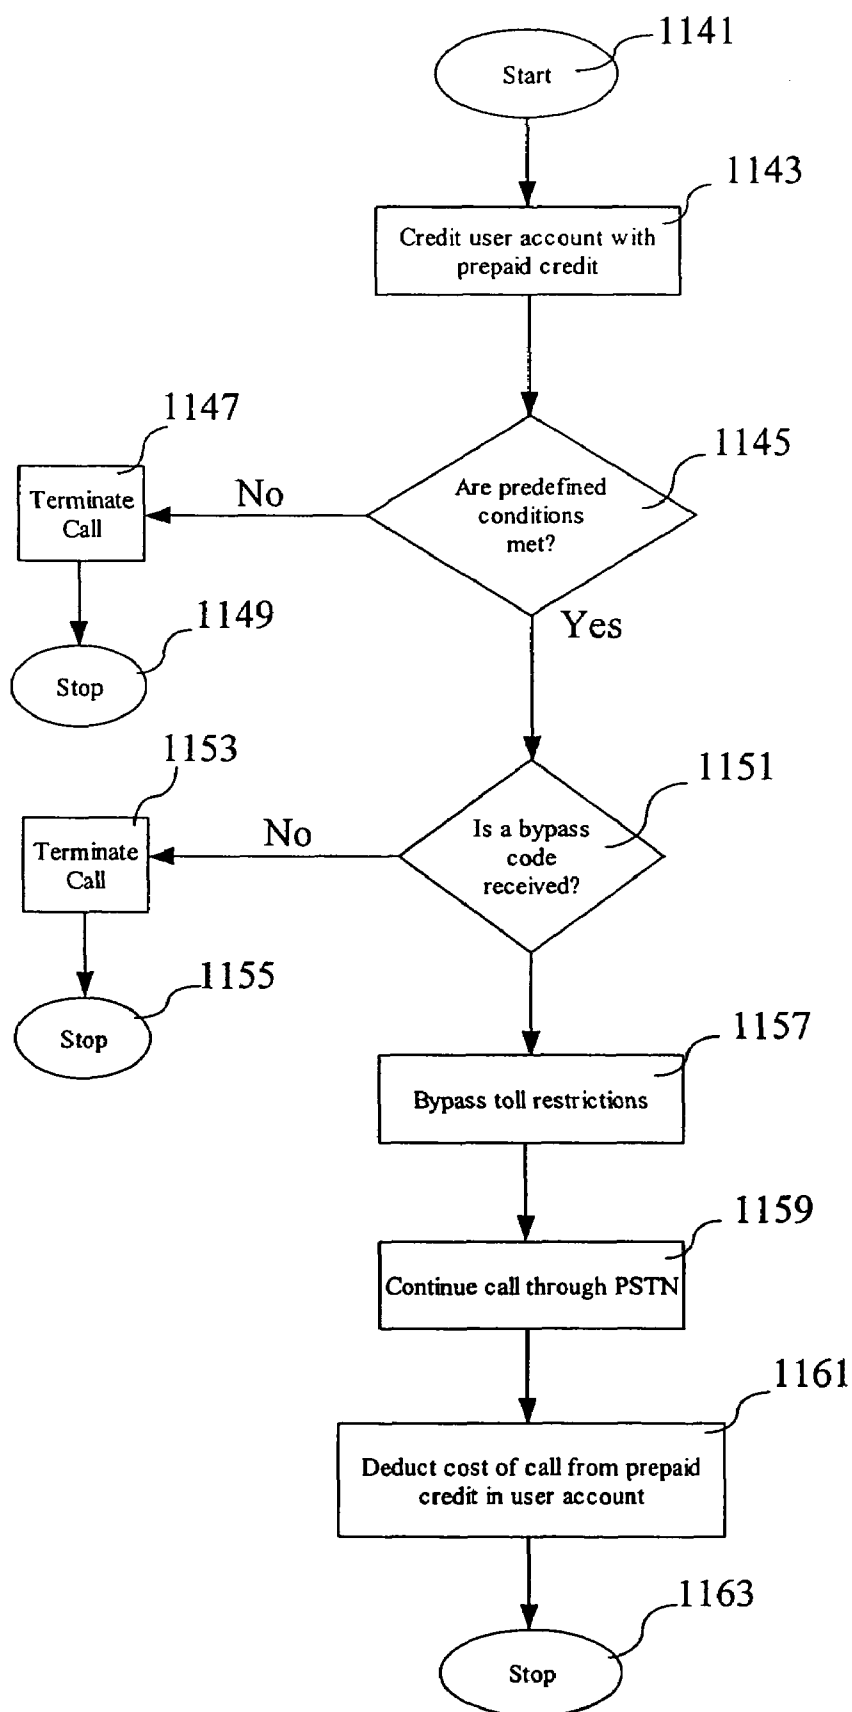 1141
Start
1143
Credit user account with
prepaid credit
1147
1145
Terminate
Call
No
Are predefined
conditions
met?
1149
Yes
Stop
1153
1151
Terminate
Call
No
Is a bypass
code
received?
1155
Stop
1157
Bypass toll restrictions
1159
Continue call through PSTN
1161
Deduct cost of call from prepaid
credit in user account
1163
Stop